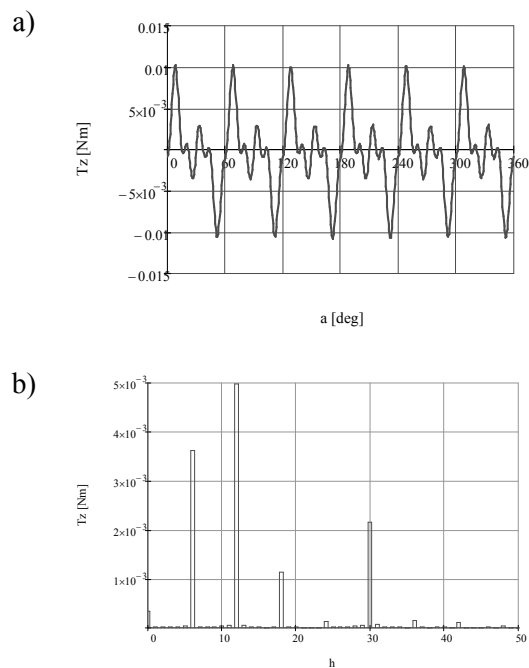 a)
0.015
0.01
5×10⁻³
Tz [Nm]
0 60 120 180 240 300 360
−5×10⁻³
−0.01
−0.015
a [deg]
b)
5×10⁻³
4×10⁻³
3×10⁻³
Tz [Nm]
2×10⁻³
1×10⁻³
0 10 20 30 40 50
h